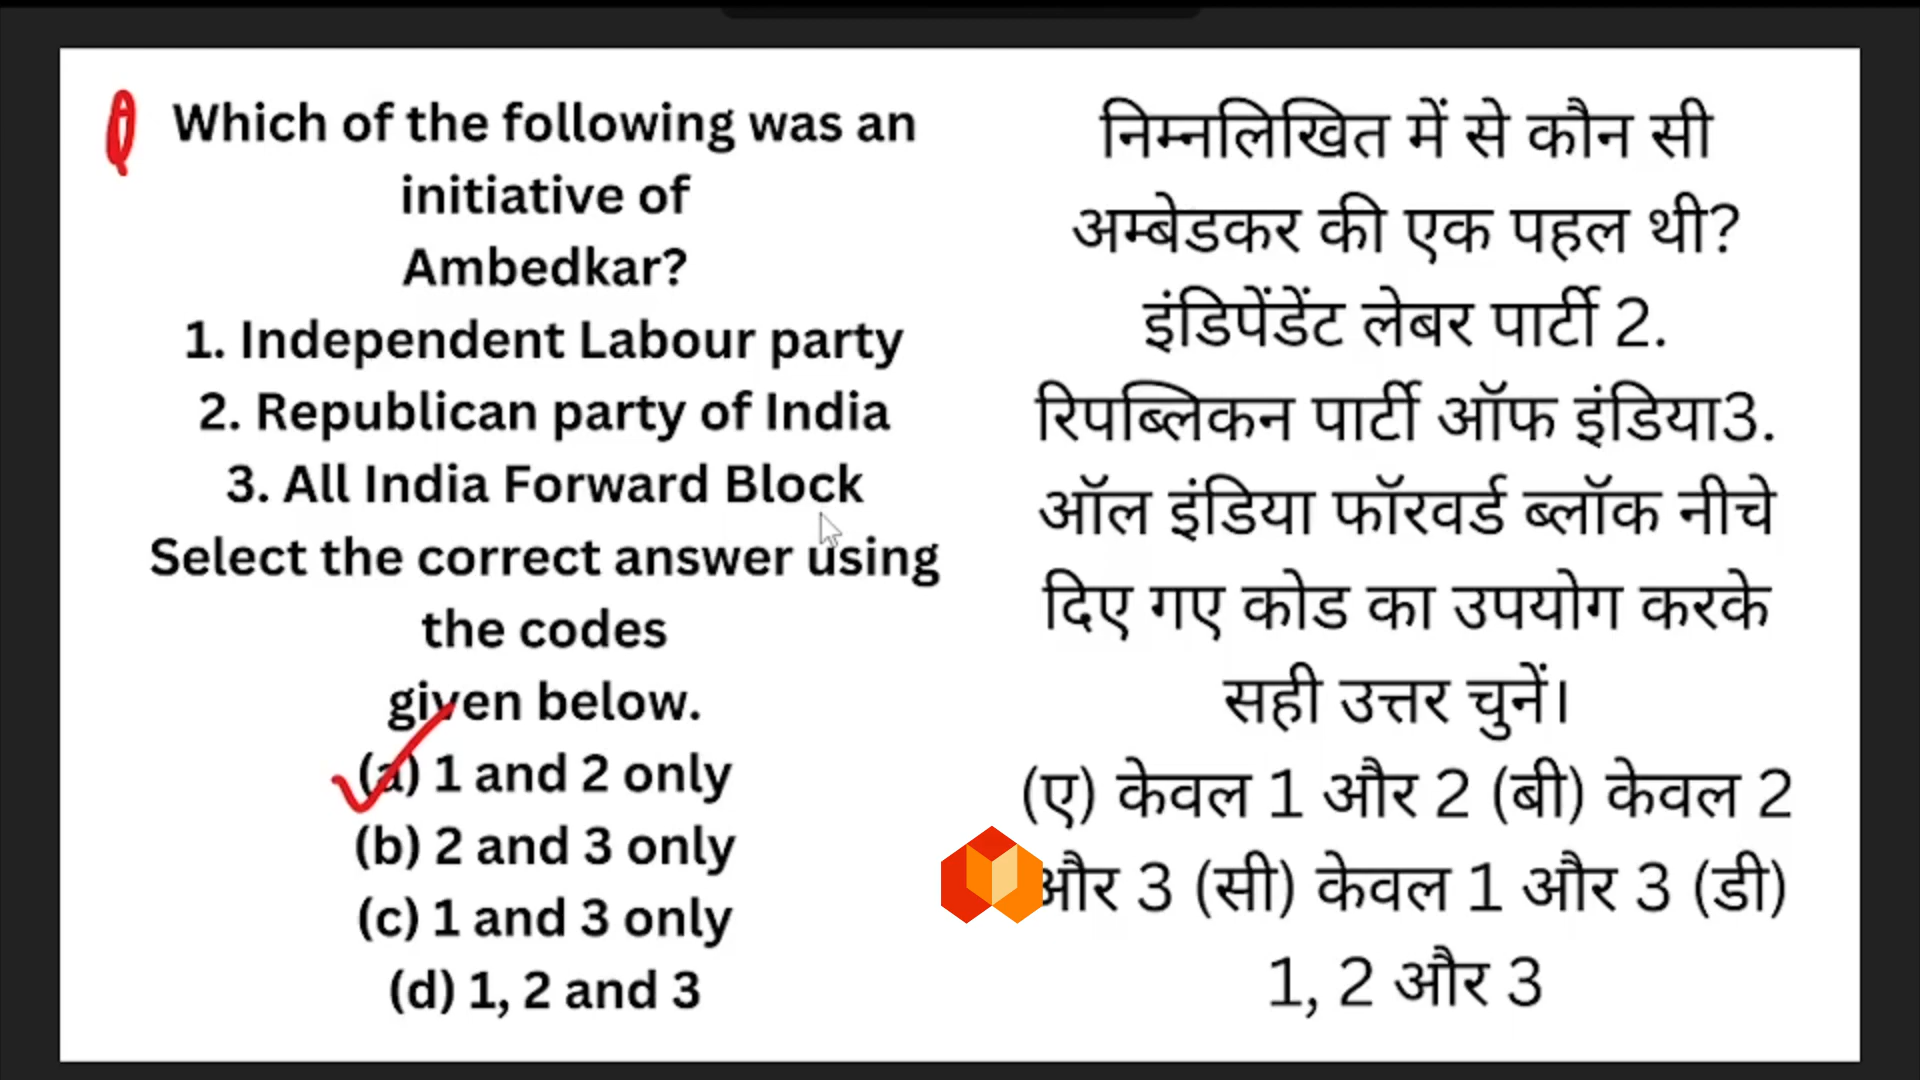 Q Which of the following was an
initiative of
Ambedkar?
1. Independent Labour party
2. Republican party of India
3. All India Forward Block
Select the correct answer using
the codes
given below.
(a) 1 and 2 only
(b) 2 and 3 only
(c) 1 and 3 only
(d) 1, 2 and 3
निम्नलिखित में से कौन सी
अम्बेडकर की एक पहल थी?
इंडिपेंडेंट लेबर पार्टी 2.
रिपब्लिकन पार्टी ऑफ इंडिया3.
ऑल इंडिया फॉरवर्ड ब्लॉक नीचे
दिए गए कोड का उपयोग करके
सही उत्तर चुनें।
(ए) केवल 1 और 2 (बी) केवल 2
और 3 (सी) केवल 1 और 3 (डी)
1, 2 और 3